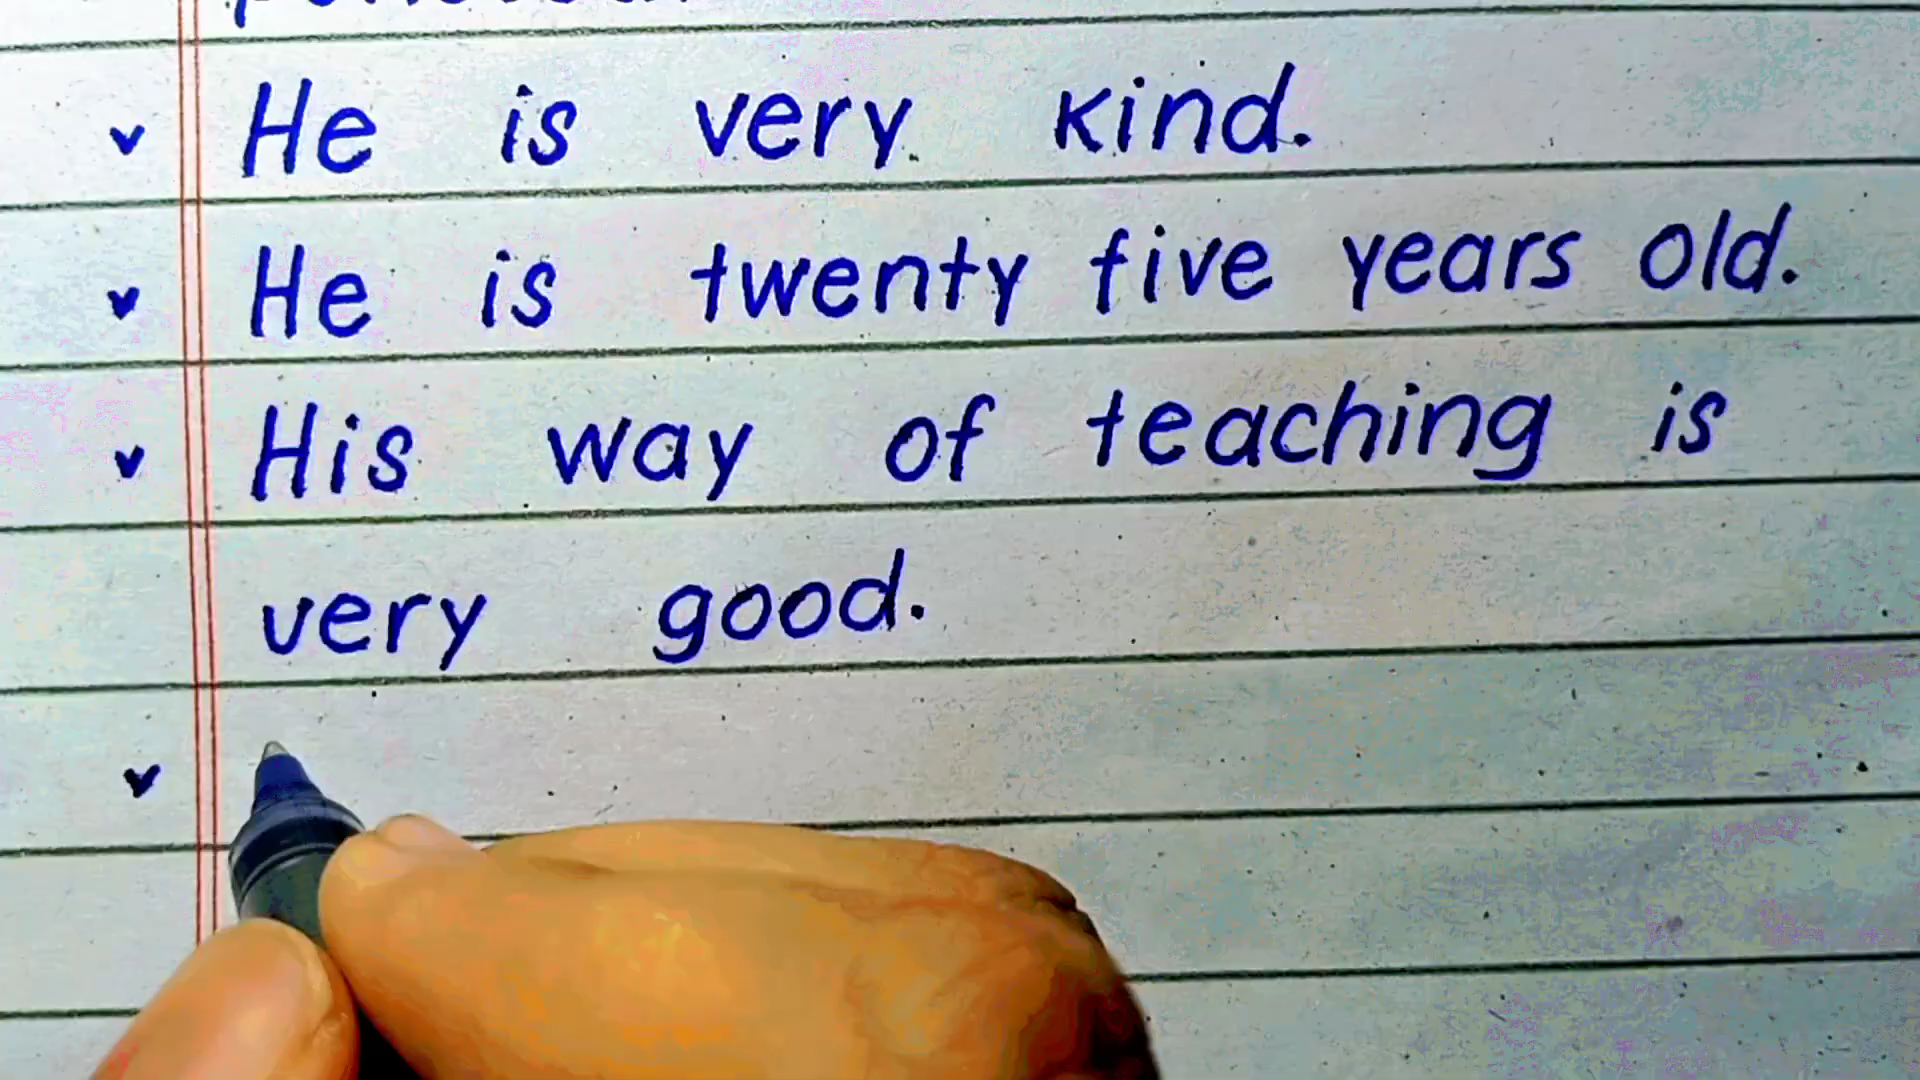 He is very kind.
He is twenty five years old.
His way of teaching is
very good.